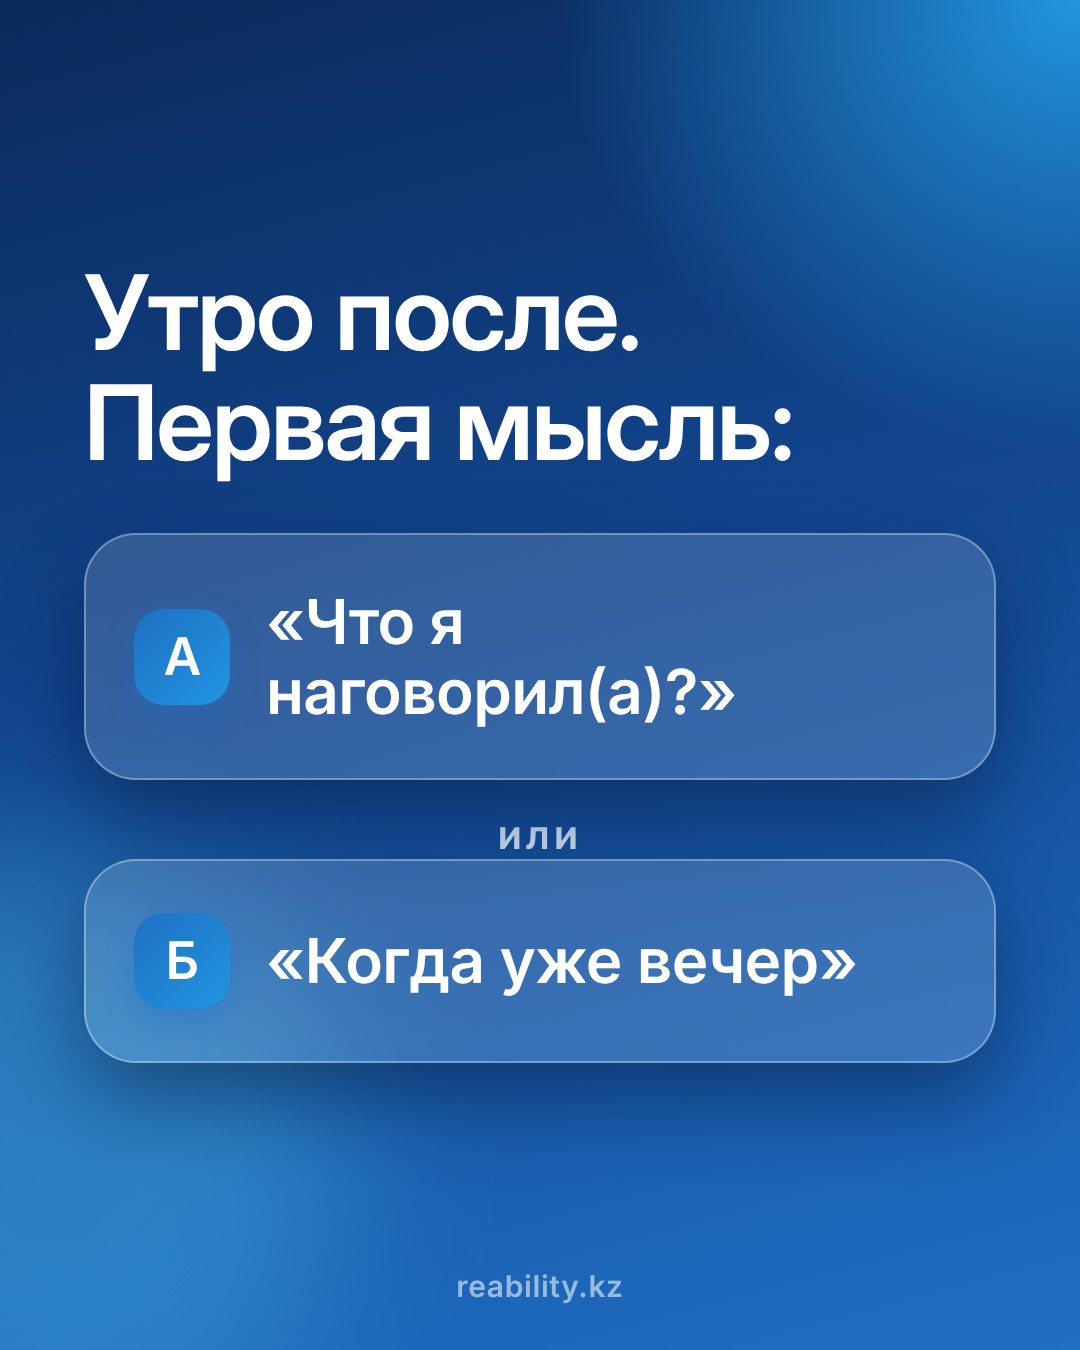 Утро после.
Первая мысль:
А
«Что я
наговорил(а)?»
или
Б
«Когда уже вечер»
reability.kz